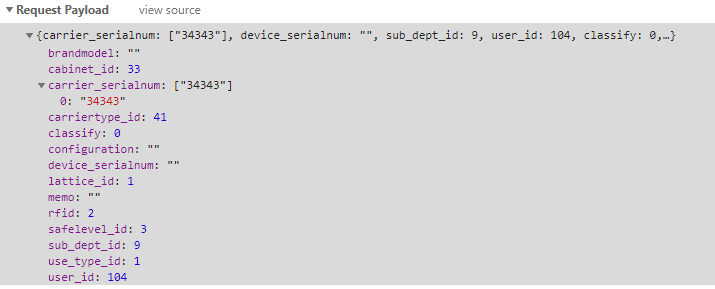 Request Payload view source
{carrier_serialnum: ["34343"], device_serialnum: "", sub_dept_id: 9, user_id: 104, classify: 0,…}
brandmodel: ""
cabinet_id: 33
carrier_serialnum: ["34343"]
0: "34343"
carriertype_id: 41
classify: 0
configuration: ""
device_serialnum: ""
lattice_id: 1
memo: ""
rfid: 2
safelevel_id: 3
sub_dept_id: 9
use_type_id: 1
user_id: 104